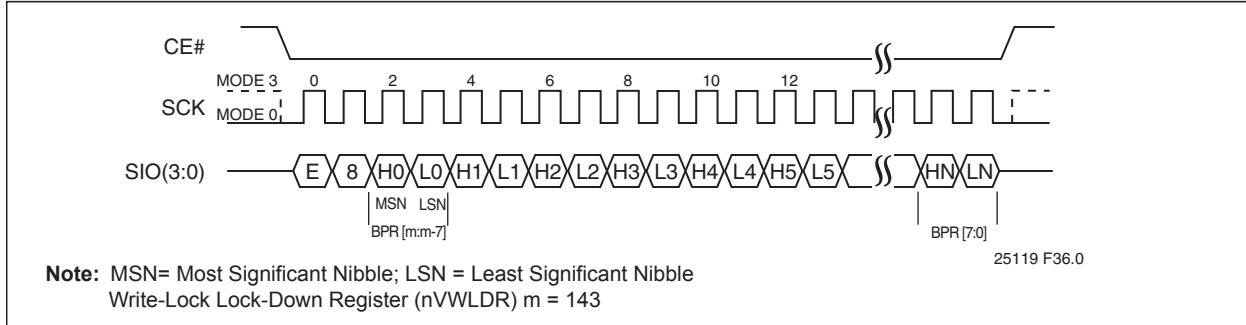 CE#
MODE 3 0 2 4 6 8 10 12
SCK
MODE 0
SIO(3:0) E 8 H0 L0 H1 L1 H2 L2 H3 L3 H4 L4 H5 L5 HN LN
MSN LSN
BPR [m:m-7] BPR [7:0]
25119 F36.0
Note: MSN= Most Significant Nibble; LSN = Least Significant Nibble
Write-Lock Lock-Down Register (nVWLDR) m = 143